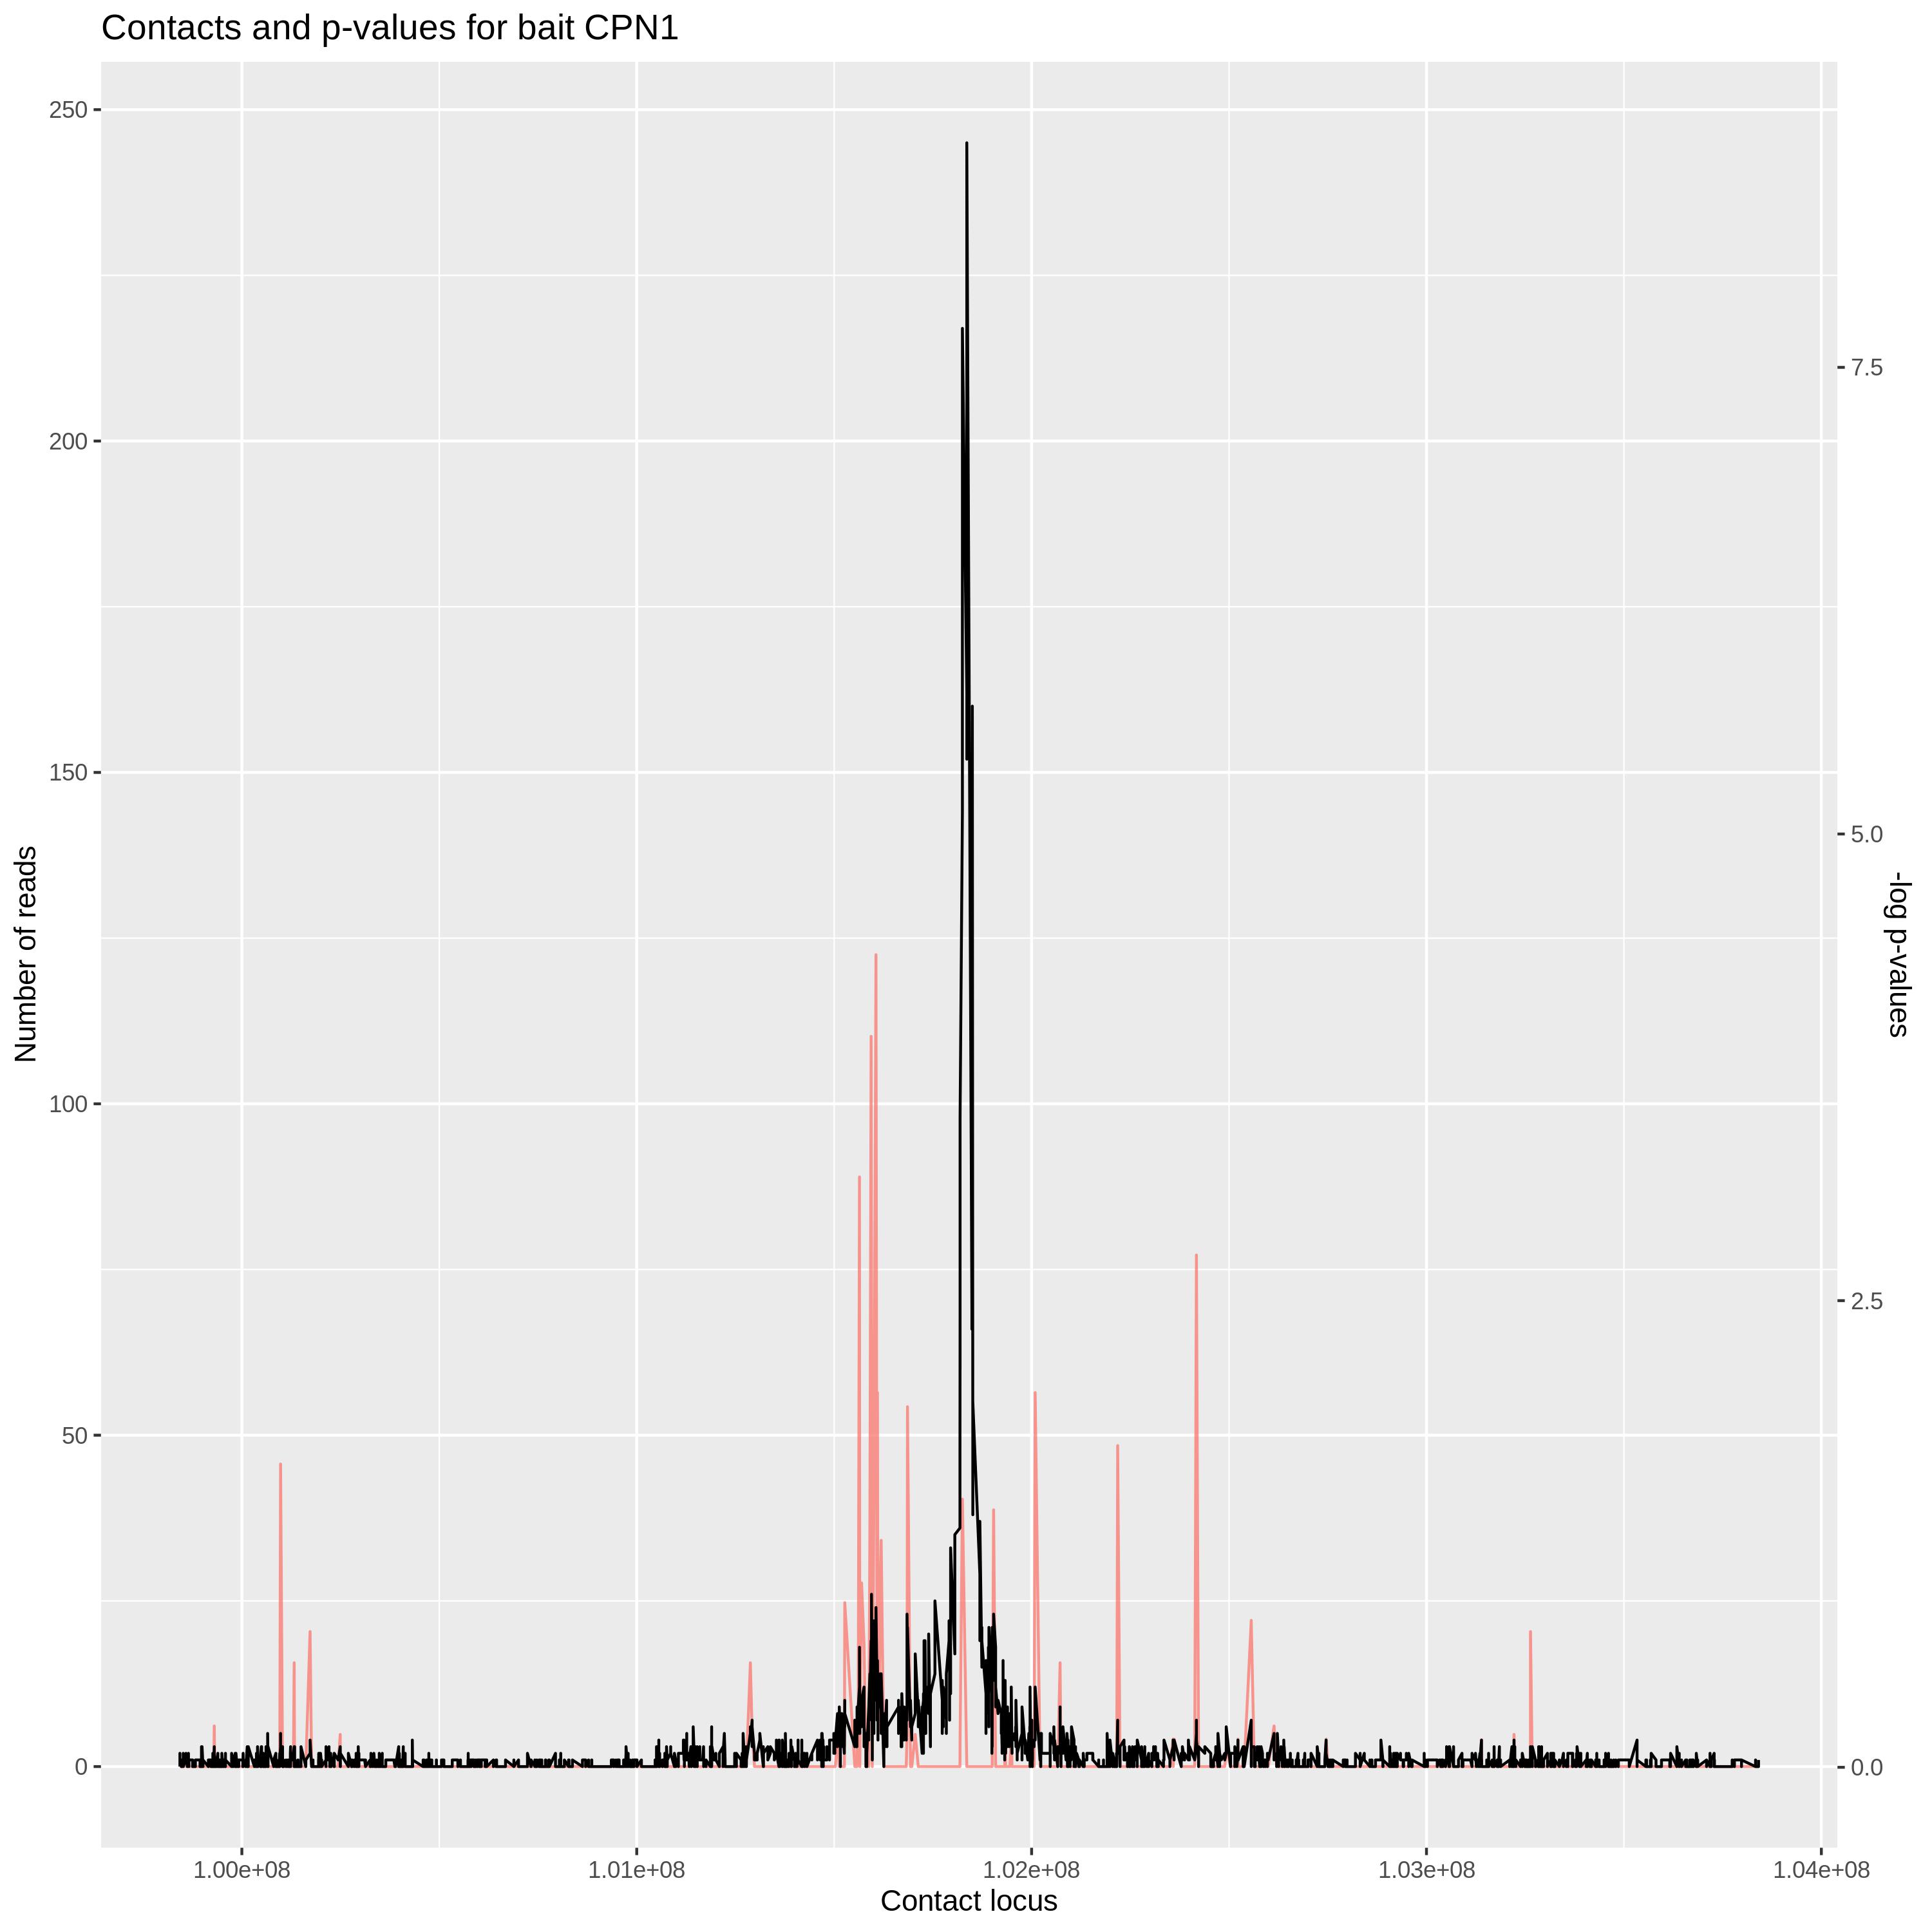 Contacts and p-values for bait CPN1
250
200
150
100
50
0
Number of reads
7.5
5.0
2.5
0.0
-log p-values
1.00e+08
1.01e+08
1.02e+08
1.03e+08
1.04e+08
Contact locus